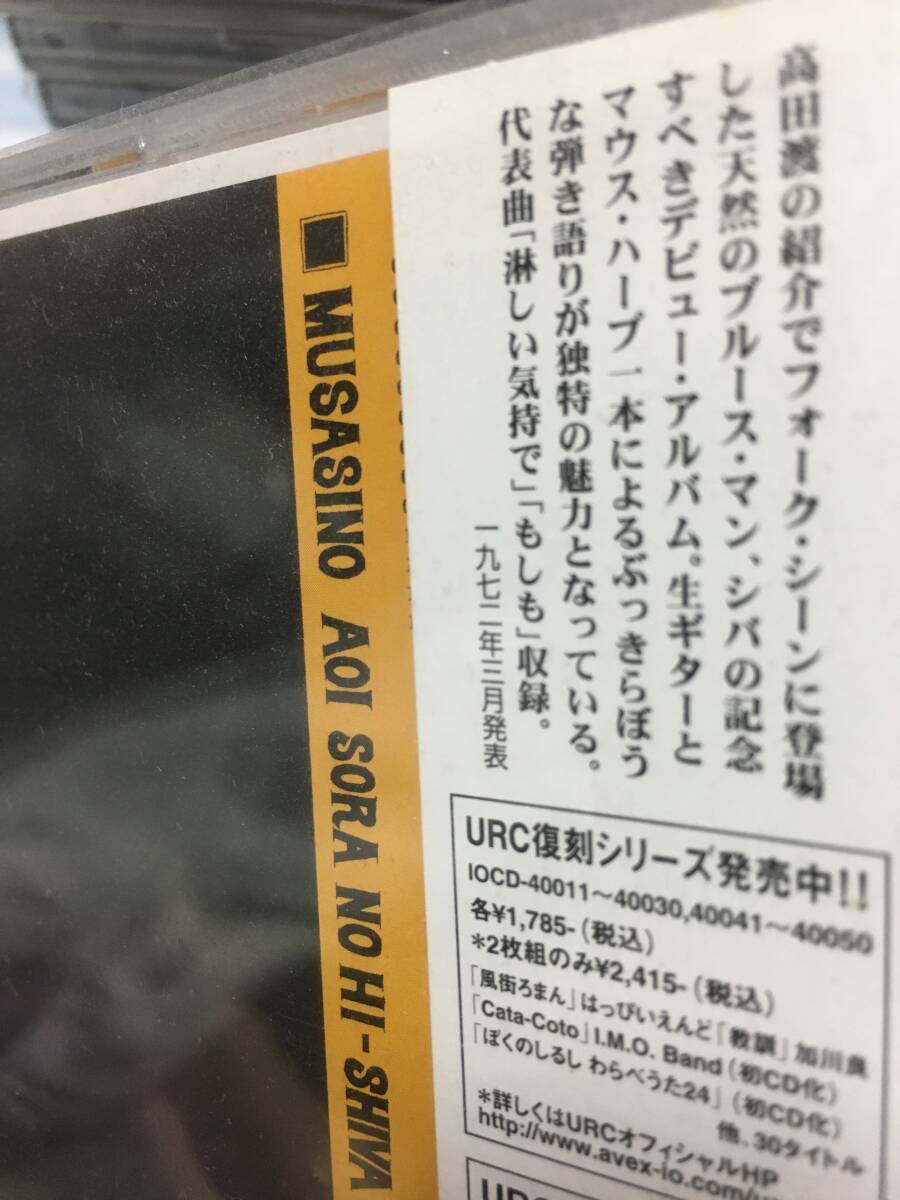 高田渡の紹介でフォーク・シーンに登場
した天然のブルース・マン、シバの記念
すべきデビュー・アルバム。生ギターと
マウス・ハープ一本によるぶっきらぼう
な弾き語りが独特の魅力となっている。
代表曲「淋しい気持で」「もしも」収録。
一九七二年三月発表
■ MUSASINO AOI SORA NO HI - SHIVA
URC復刻シリーズ発売中!!
IOCD-40011〜40030,40041〜40050
各¥1,785-(税込)
*2枚組のみ¥2,415-(税込)
「風街ろまん」はっぴいえんど「教訓」加川良
「Cata-Coto」I.M.O. Band(初CD化)
「ぼくのしるし わらべうた24」(初CD化)
他、30タイトル
*詳しくはURCオフィシャルHP
http://www.avex-io.com/